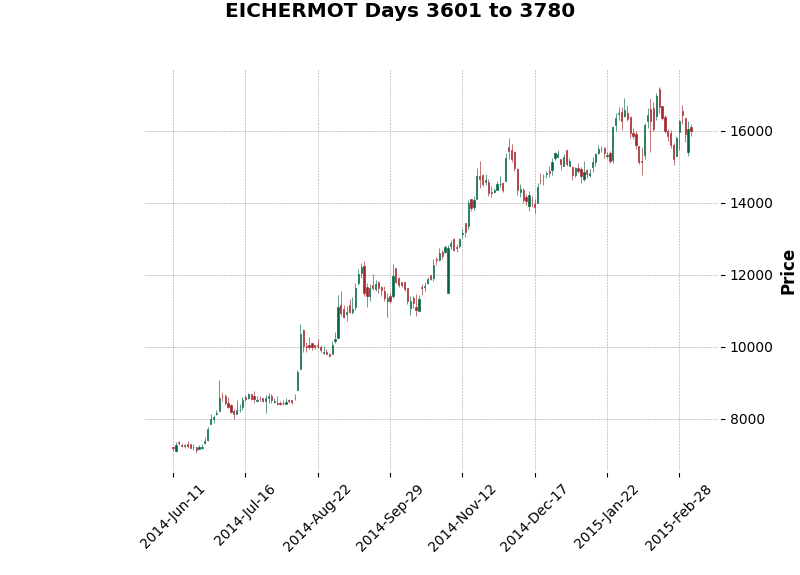 EICHERMOT Days 3601 to 3780
16000
14000
12000
10000
8000
Price
2014-Jun-11
2014-Jul-16
2014-Aug-22
2014-Sep-29
2014-Nov-12
2014-Dec-17
2015-Jan-22
2015-Feb-28